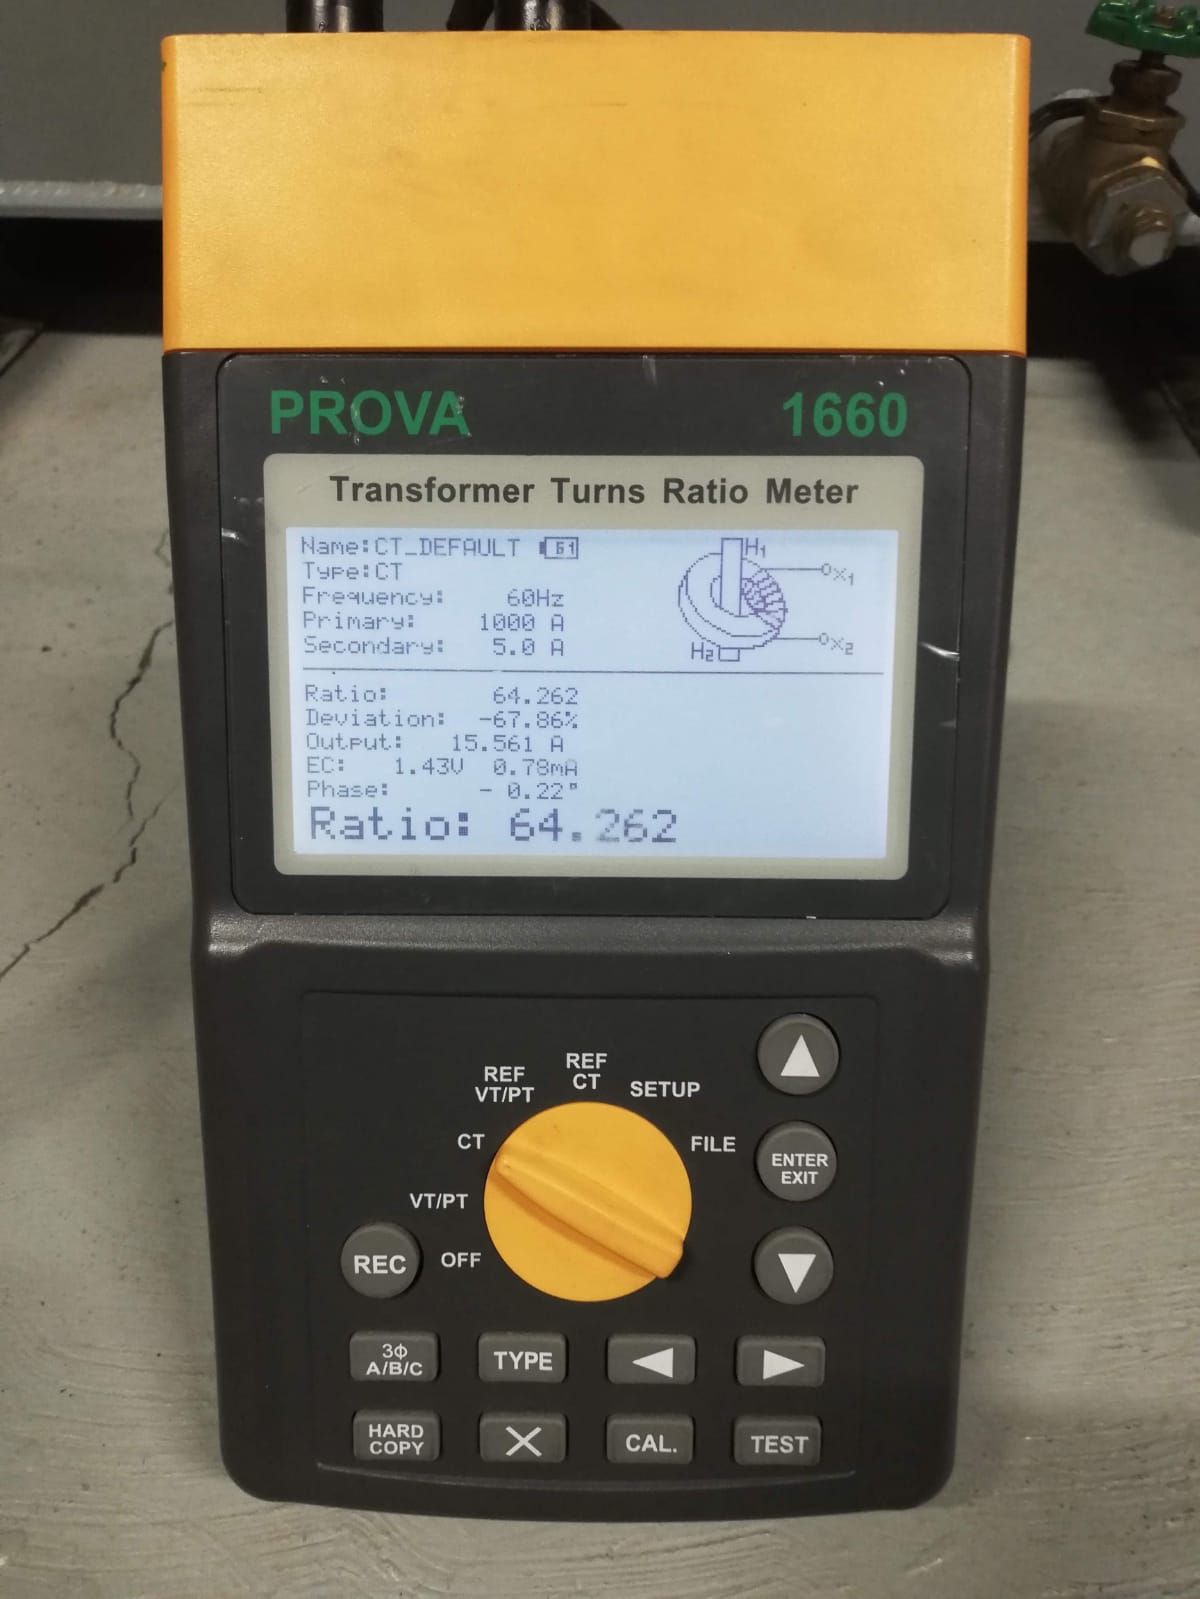 PROVA 1660
Transformer Turns Ratio Meter
Name:CT_DEFAULT 61
Type:CT
Frequency: 60Hz
Primary: 1000 A
Secondary: 5.0 A
H1
X1
X2
H2
Ratio: 64.262
Deviation: -67.86%
Output: 15.561 A
EC: 1.43V 0.78mA
Phase: - 0.22°
Ratio: 64.262
REF
VT/PT
REF
CT
SETUP
CT
FILE
VT/PT
OFF
ENTER
EXIT
REC
3ϕ
A/B/C
TYPE
HARD
COPY
CAL.
TEST